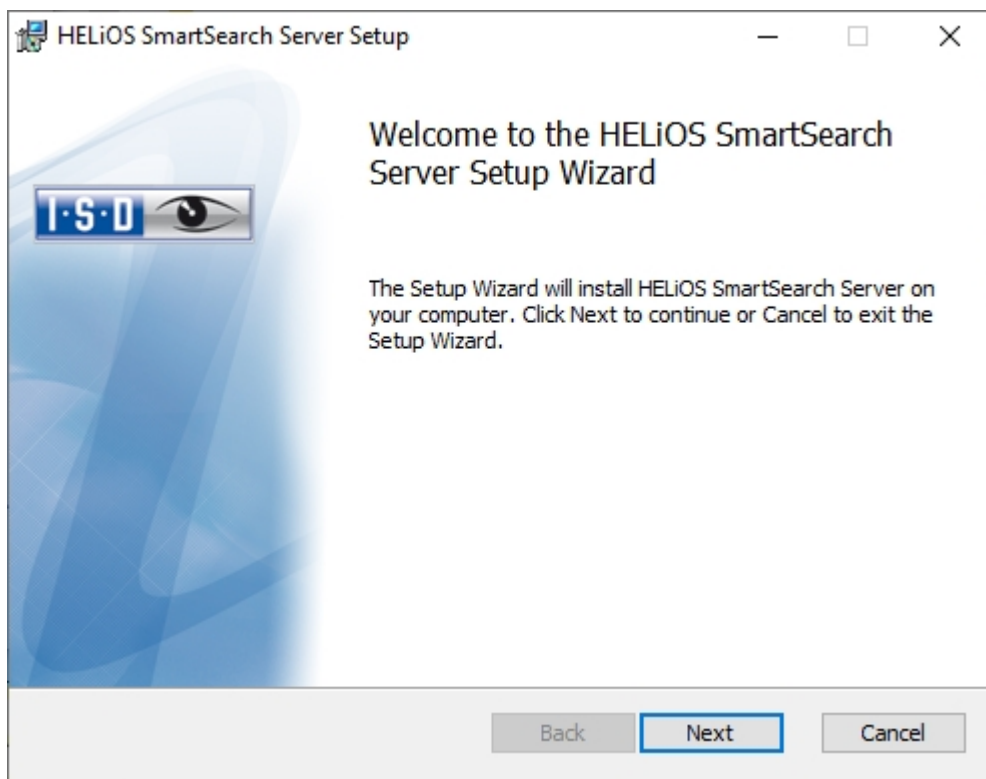 HELiOS SmartSearch Server Setup
Welcome to the HELiOS SmartSearch
Server Setup Wizard
I·S·D
The Setup Wizard will install HELiOS SmartSearch Server on
your computer. Click Next to continue or Cancel to exit the
Setup Wizard.
Back
Next
Cancel